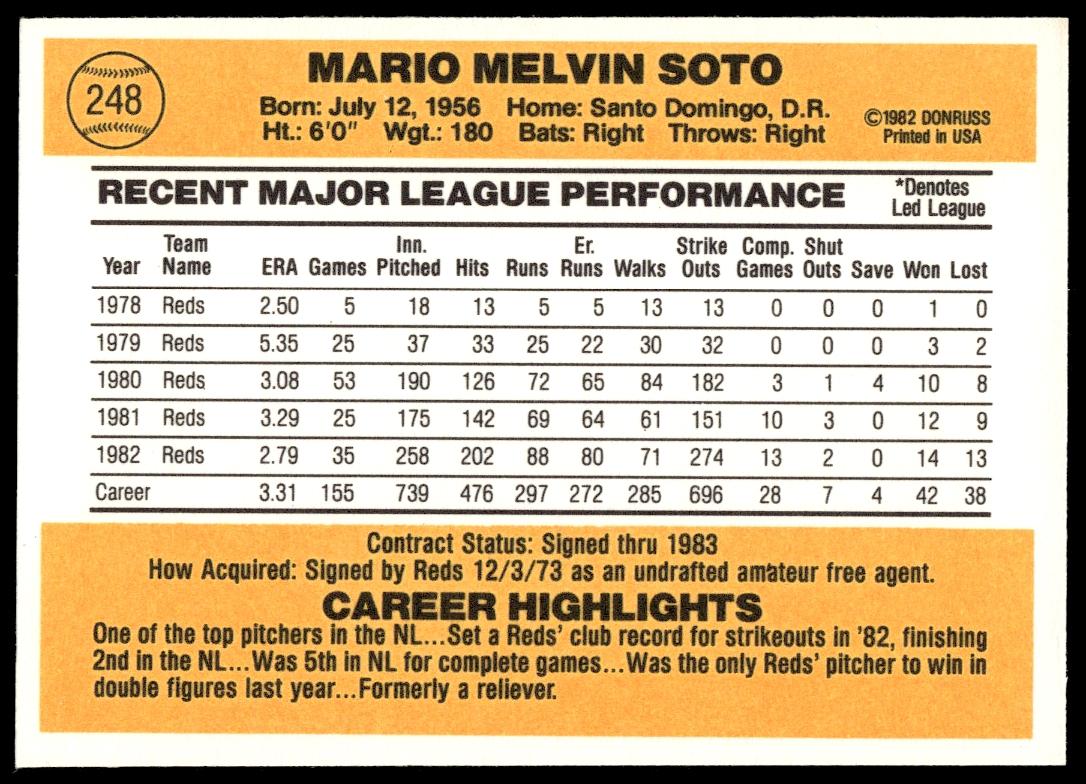 248
MARIO MELVIN SOTO
Born: July 12, 1956 Home: Santo Domingo, D.R.
Ht.: 6'0" Wgt.: 180 Bats: Right Throws: Right
©1982 DONRUSS
Printed in USA
RECENT MAJOR LEAGUE PERFORMANCE
*Denotes
Led League
Year Team Name ERA Games Inn. Pitched Hits Runs Er. Runs Walks Strike Outs Comp. Games Shut Outs Save Won Lost
1978 Reds 2.50 5 18 13 5 5 13 13 0 0 0 1 0
1979 Reds 5.35 25 37 33 25 22 30 32 0 0 0 3 2
1980 Reds 3.08 53 190 126 72 65 84 182 3 1 4 10 8
1981 Reds 3.29 25 175 142 69 64 61 151 10 3 0 12 9
1982 Reds 2.79 35 258 202 88 80 71 274 13 2 0 14 13
Career 3.31 155 739 476 297 272 285 696 28 7 4 42 38
Contract Status: Signed thru 1983
How Acquired: Signed by Reds 12/3/73 as an undrafted amateur free agent.
CAREER HIGHLIGHTS
One of the top pitchers in the NL...Set a Reds' club record for strikeouts in '82, finishing
2nd in the NL...Was 5th in NL for complete games...Was the only Reds' pitcher to win in
double figures last year...Formerly a reliever.